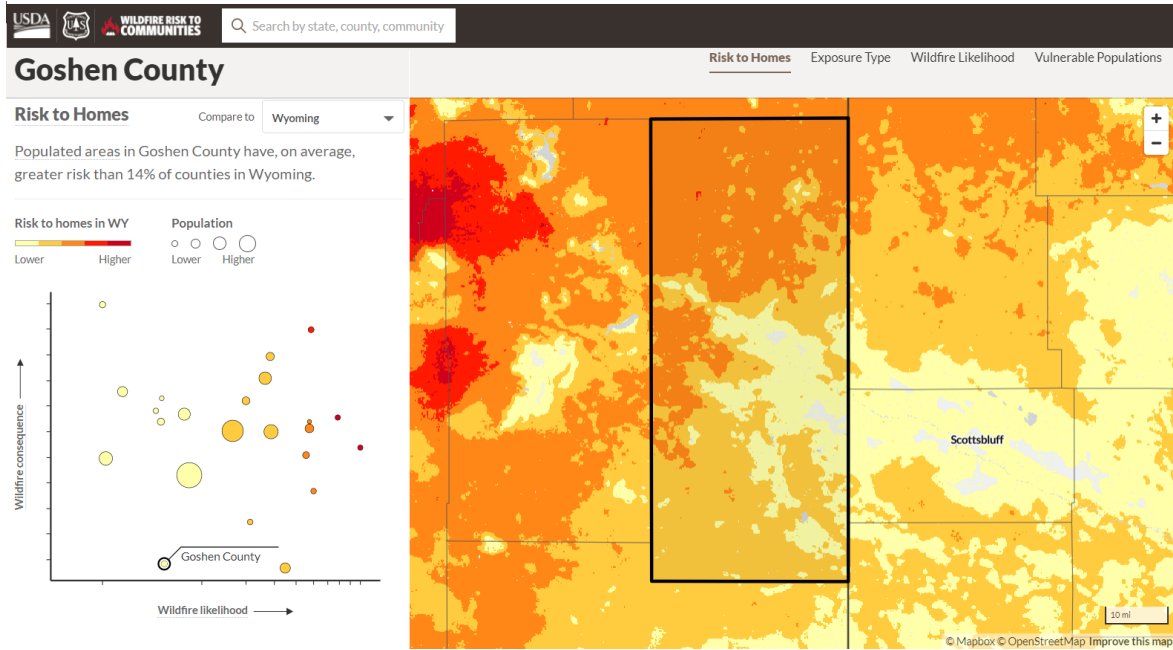 USDA
UAS
WILDFIRE RISK TO
COMMUNITIES
Search by state, county, community
Goshen County
Risk to Homes
Exposure Type
Wildfire Likelihood
Vulnerable Populations
Risk to Homes
Compare to
Wyoming
Populated areas in Goshen County have, on average,
greater risk than 14% of counties in Wyoming.
Risk to homes in WY
Population
Lower
Higher
Lower
Higher
Wildfire consequence
Goshen County
Wildfire likelihood
+
−
Scottsbluff
10 mi
© Mapbox © OpenStreetMap Improve this map